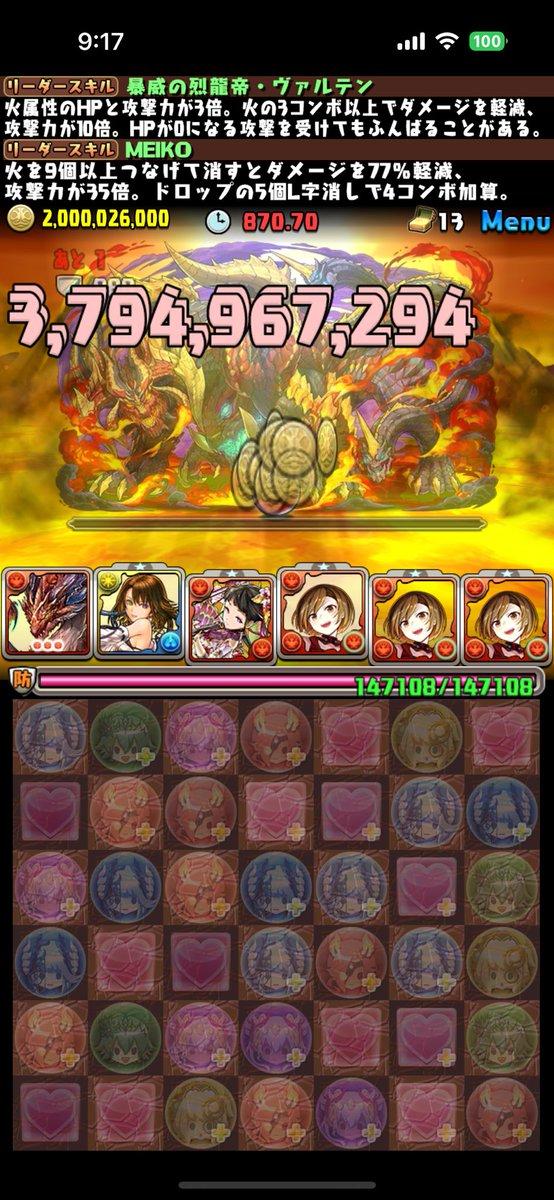 9:17
100
リーダースキル 暴威の烈龍帝・ヴァルテン
火属性のHPと攻撃力が3倍。火の3コンボ以上でダメージを軽減、
攻撃力が10倍。HPが0になる攻撃を受けてもふんばることがある。
リーダースキル MEIKO
火を9個以上つなげて消すとダメージを77%軽減、
攻撃力が35倍。ドロップの5個L字消しで4コンボ加算。
2,000,026,000 870.70 13 Menu
あと 1
3,794,967,294
防 147108/147108